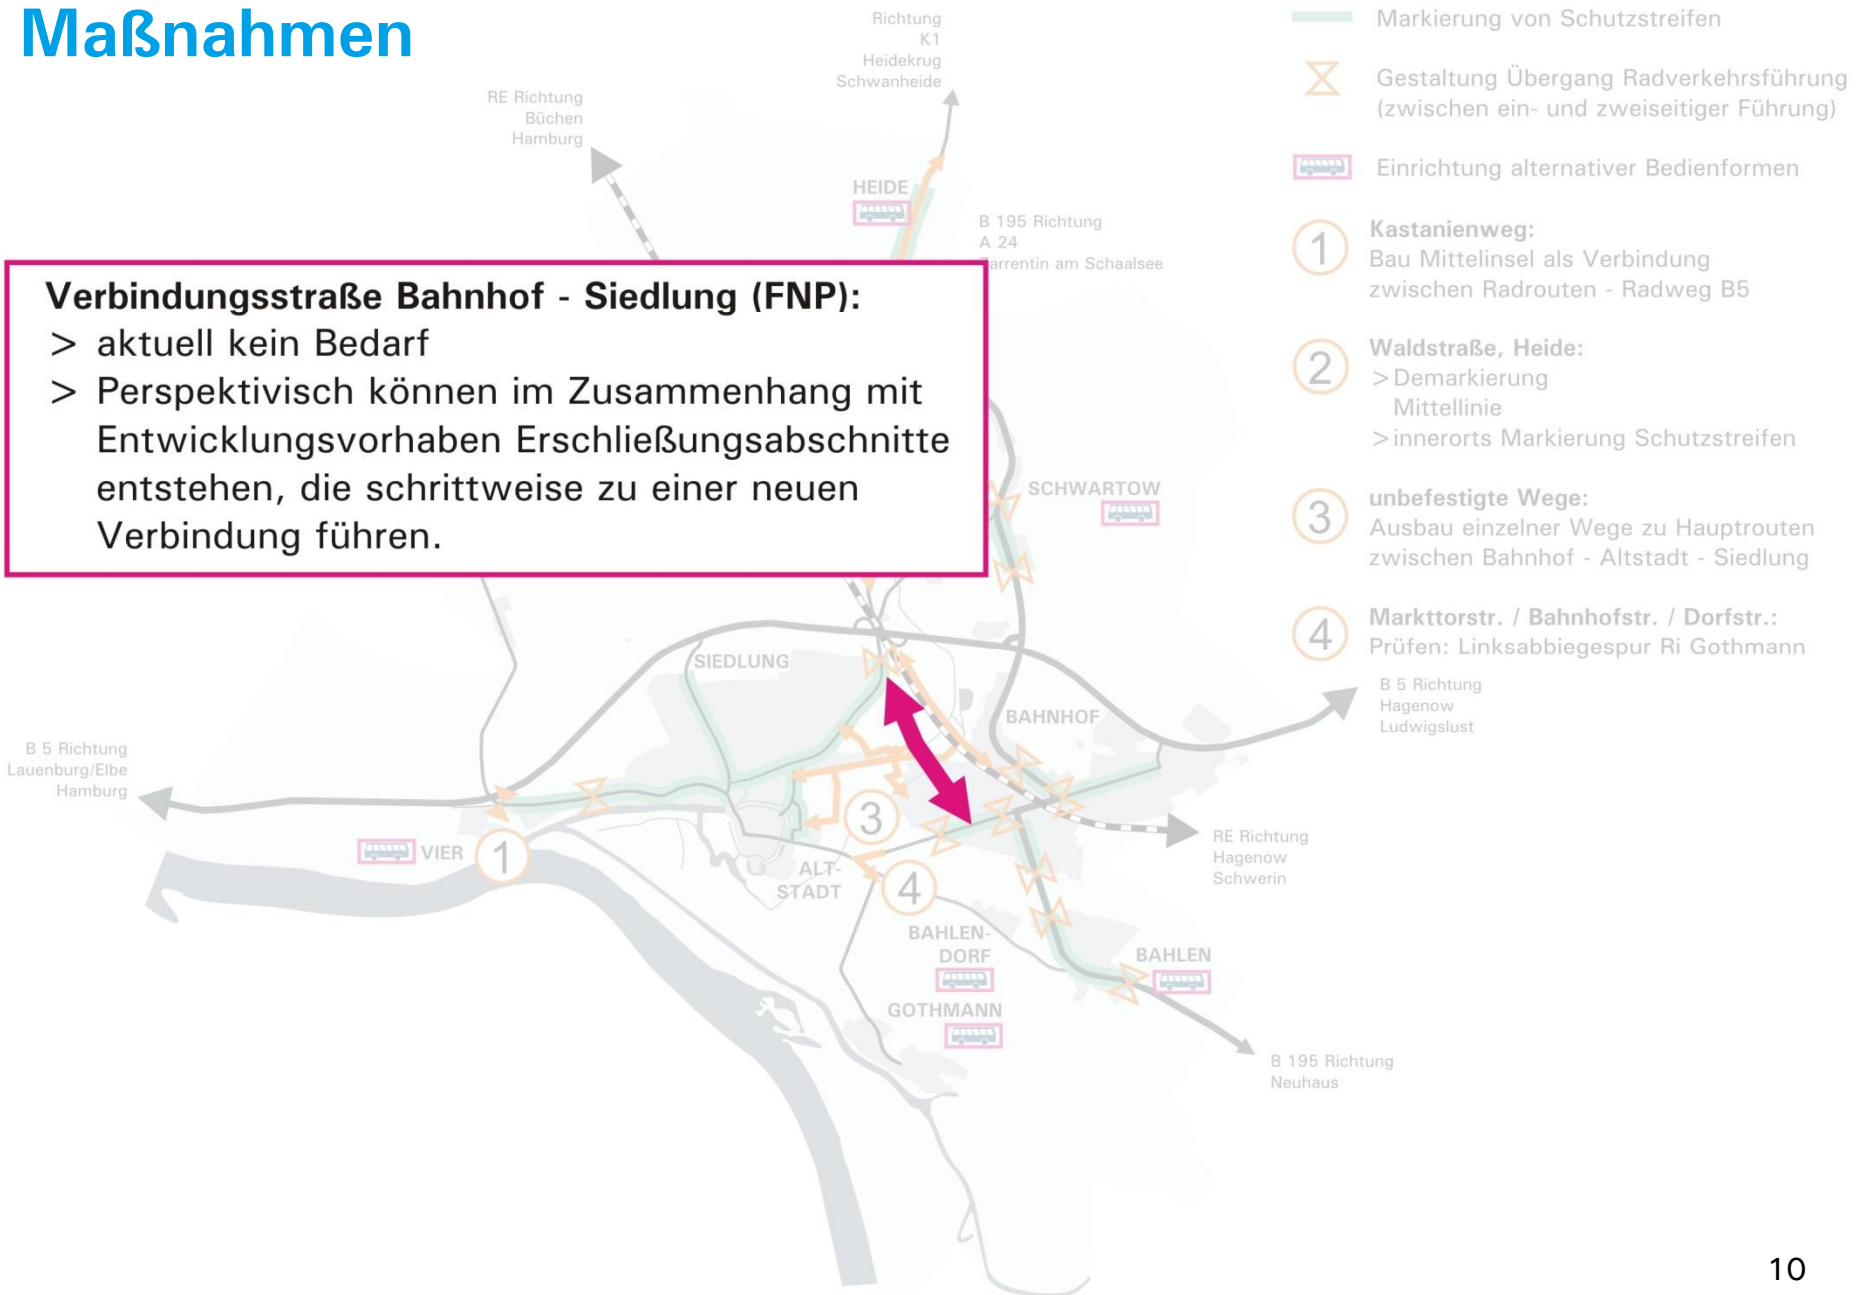 Maßnahmen
Richtung
K1
Heidekrug
Schwanheide
RE Richtung
Büchen
Hamburg
HEIDE
B 195 Richtung
A 24
Zarrentin am Schaalsee
Markierung von Schutzstreifen
Gestaltung Übergang Radverkehrsführung
(zwischen ein- und zweiseitiger Führung)
Einrichtung alternativer Bedienformen
1
Kastanienweg:
Bau Mittelinsel als Verbindung
zwischen Radrouten - Radweg B5
2
Waldstraße, Heide:
> Demarkierung
Mittellinie
> innerorts Markierung Schutzstreifen
3
unbefestigte Wege:
Ausbau einzelner Wege zu Hauptrouten
zwischen Bahnhof - Altstadt - Siedlung
4
Markttorstr. / Bahnhofstr. / Dorfstr.:
Prüfen: Linksabbiegespur Ri Gothmann
Verbindungsstraße Bahnhof - Siedlung (FNP):
> aktuell kein Bedarf
> Perspektivisch können im Zusammenhang mit
Entwicklungsvorhaben Erschließungsabschnitte
entstehen, die schrittweise zu einer neuen
Verbindung führen.
SCHWARTOW
SIEDLUNG
BAHNHOF
B 5 Richtung
Hagenow
Ludwigslust
B 5 Richtung
Lauenburg/Elbe
Hamburg
VIER
1
3
ALT-
STADT
4
RE Richtung
Hagenow
Schwerin
BAHLEN-
DORF
BAHLEN
GOTHMANN
B 195 Richtung
Neuhaus
10